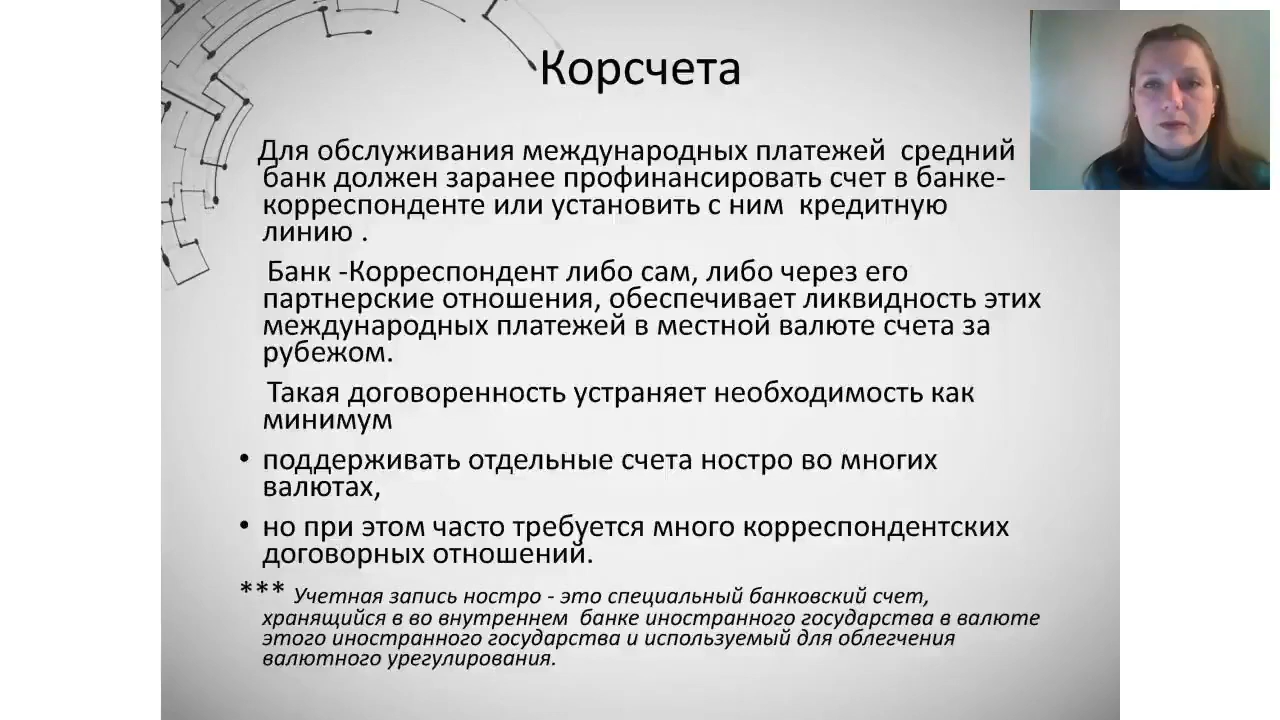 Корсчета
Для обслуживания международных платежей средний
банк должен заранее профинансировать счет в банке-
корреспонденте или установить с ним кредитную
линию .
Банк -Корреспондент либо сам, либо через его
партнерские отношения, обеспечивает ликвидность этих
международных платежей в местной валюте счета за
рубежом.
Такая договоренность устраняет необходимость как
минимум
• поддерживать отдельные счета ностро во многих
валютах,
• но при этом часто требуется много корреспондентских
договорных отношений.
*** Учетная запись ностро - это специальный банковский счет,
хранящийся в во внутреннем банке иностранного государства в валюте
этого иностранного государства и используемый для облегчения
валютного урегулирования.